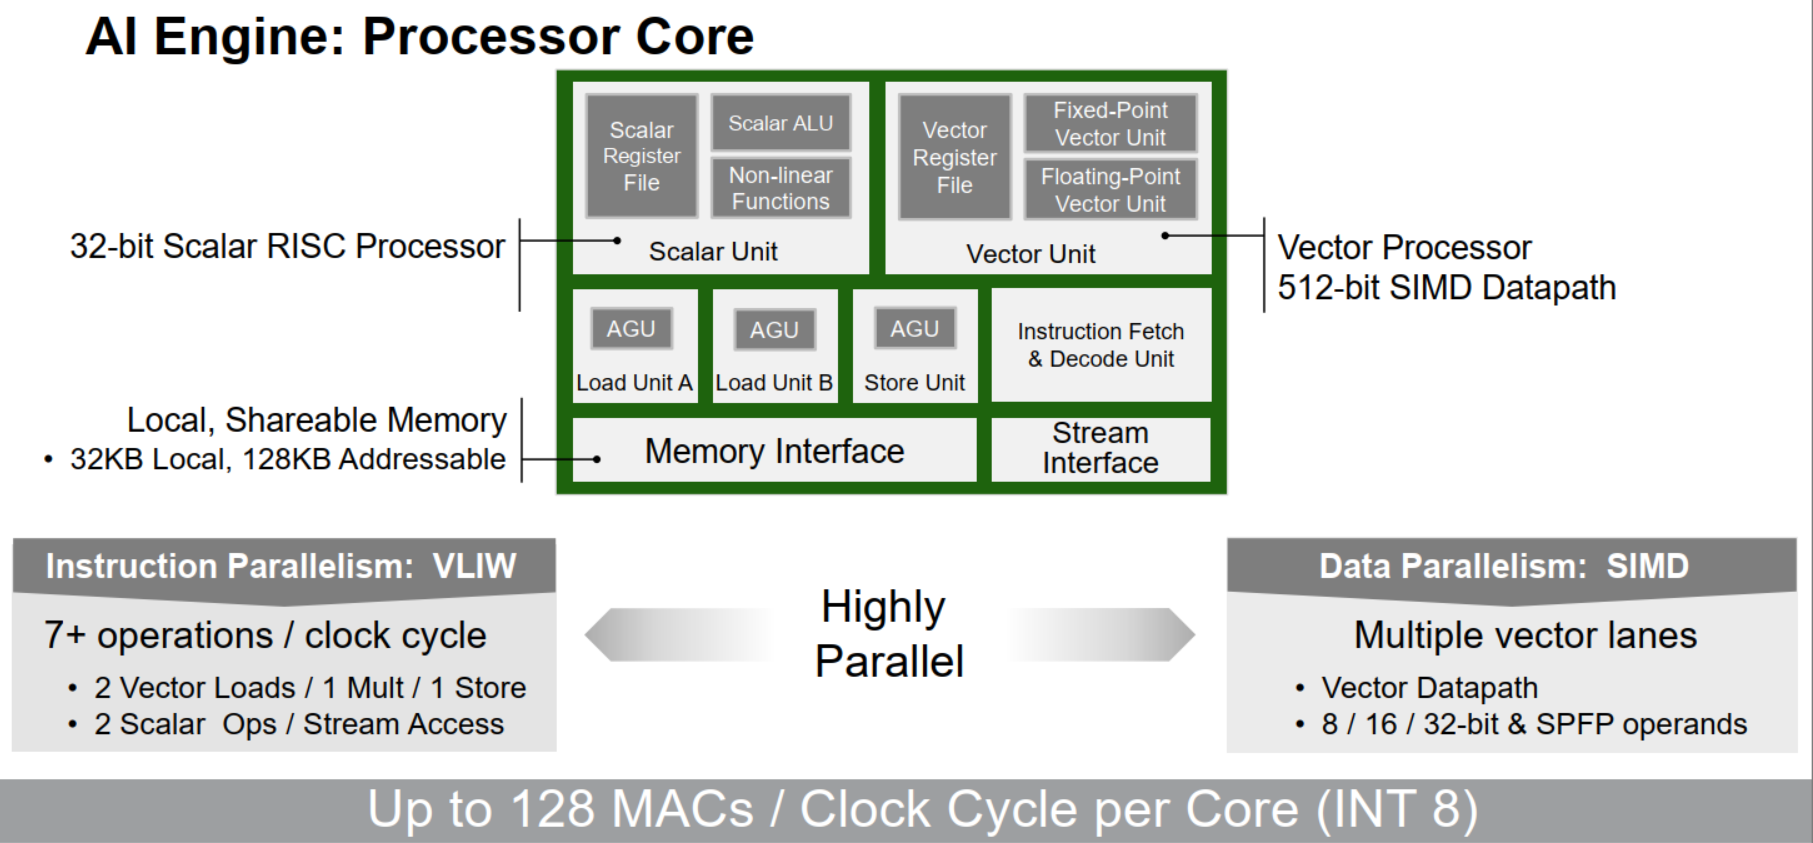 AI Engine: Processor Core
Scalar
Register
File
Scalar ALU
Non-linear
Functions
Scalar Unit
Vector
Register
File
Fixed-Point
Vector Unit
Floating-Point
Vector Unit
Vector Unit
32-bit Scalar RISC Processor
Vector Processor
512-bit SIMD Datapath
AGU
Load Unit A
AGU
Load Unit B
AGU
Store Unit
Instruction Fetch
& Decode Unit
Local, Shareable Memory
• 32KB Local, 128KB Addressable
Memory Interface
Stream
Interface
Instruction Parallelism: VLIW
7+ operations / clock cycle
• 2 Vector Loads / 1 Mult / 1 Store
• 2 Scalar Ops / Stream Access
Highly
Parallel
Data Parallelism: SIMD
Multiple vector lanes
• Vector Datapath
• 8 / 16 / 32-bit & SPFP operands
Up to 128 MACs / Clock Cycle per Core (INT 8)